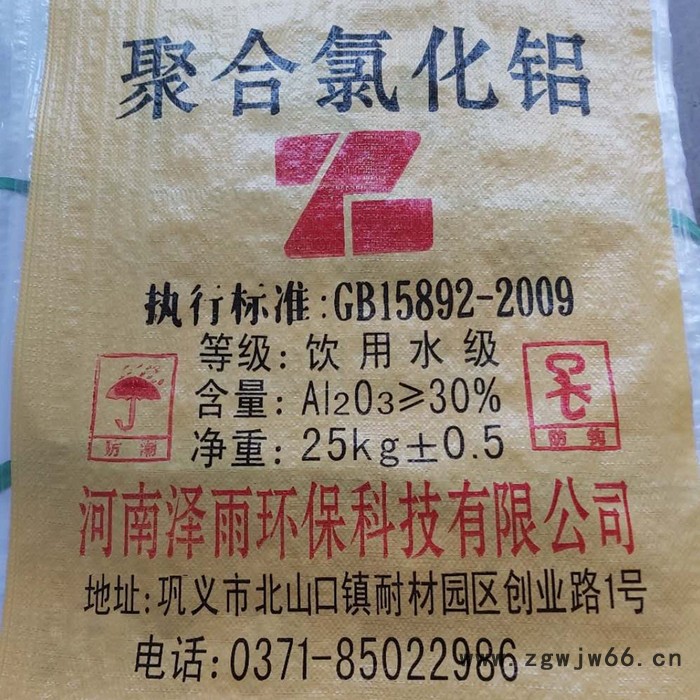 聚合氯化铝
执行标准:GB15892-2009
等级:饮用水级
含量:Al₂O₃≥30%
净重:25kg±0.5
防潮
防钩
河南泽雨环保科技有限公司
地址:巩义市北山口镇耐材园区创业路1号
电话:0371-85022986
www.zgwjw66.cn